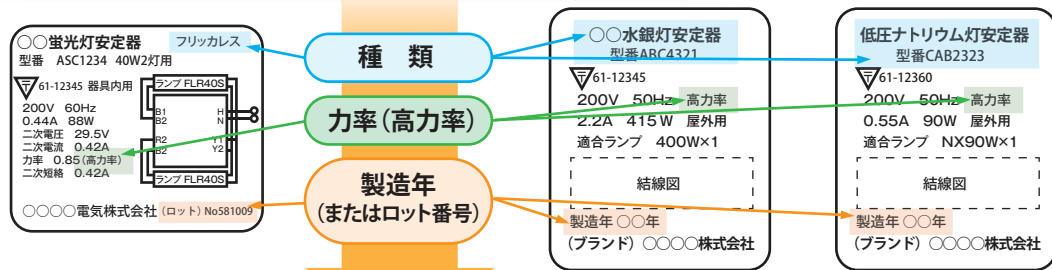 ○○蛍光灯安定器 フリッカレス
型番 ASC1234 40W2灯用
〒61-12345 器具内用
200V 60Hz
0.44A 88W
二次電圧 29.5V
二次電流 0.42A
力率 0.85(高力率)
二次短絡 0.42A
ランプ FLR40S
B1
B2
H
N
R2
B2
Y1
Y2
ランプ FLR40S
○○○○電気株式会社 (ロット) No581009
種類
力率(高力率)
製造年
(またはロット番号)
○○水銀灯安定器
型番ABC4321
〒61-12345
200V 50Hz 高力率
2.2A 415W 屋外用
適合ランプ 400W×1
結線図
製造年 ○○年
(ブランド) ○○○○株式会社
低圧ナトリウム灯安定器
型番CAB2323
〒61-12360
200V 50Hz 高力率
0.55A 90W 屋外用
適合ランプ NX90W×1
結線図
製造年 ○○年
(ブランド) ○○○○株式会社